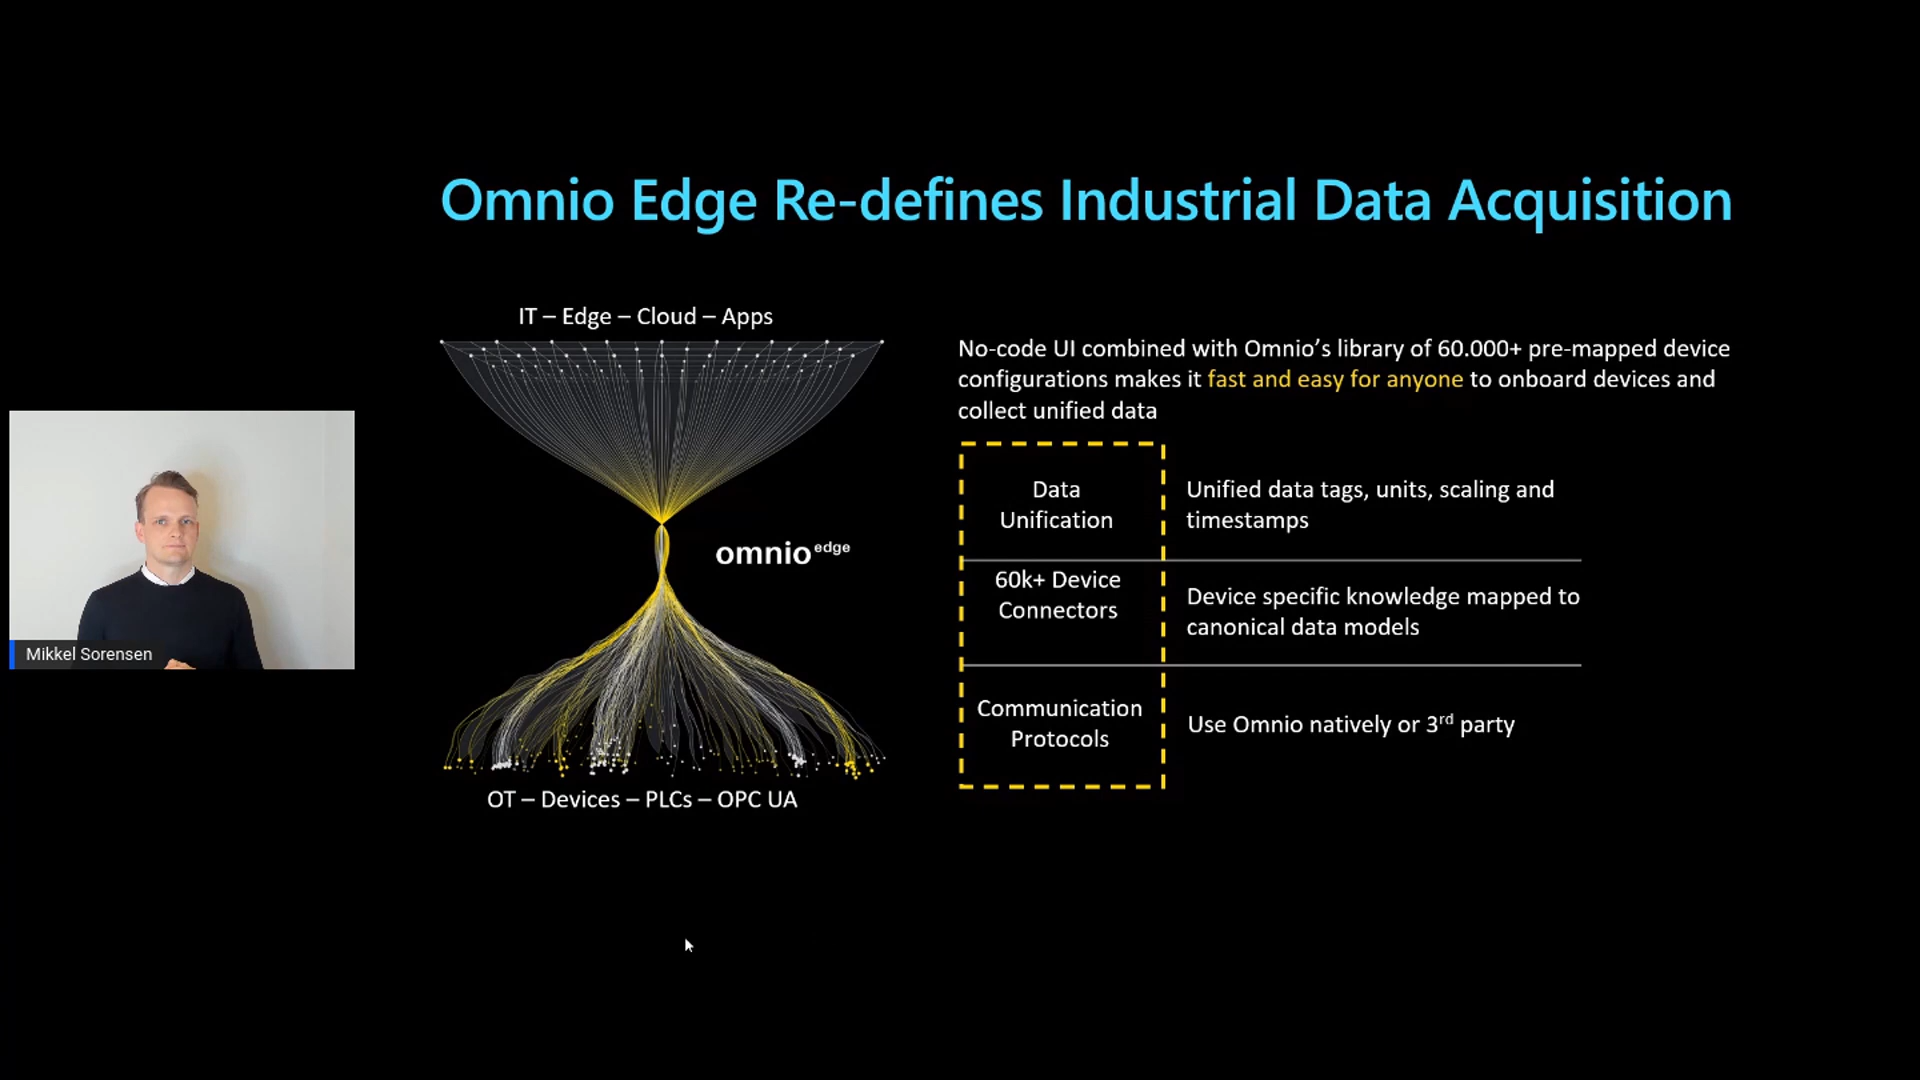 Omnio Edge Re-defines Industrial Data Acquisition
IT – Edge – Cloud – Apps
omnio edge
OT – Devices – PLCs – OPC UA
No-code UI combined with Omnio’s library of 60.000+ pre-mapped device
configurations makes it fast and easy for anyone to onboard devices and
collect unified data
Data
Unification
Unified data tags, units, scaling and
timestamps
60k+ Device
Connectors
Device specific knowledge mapped to
canonical data models
Communication
Protocols
Use Omnio natively or 3rd party
Mikkel Sorensen